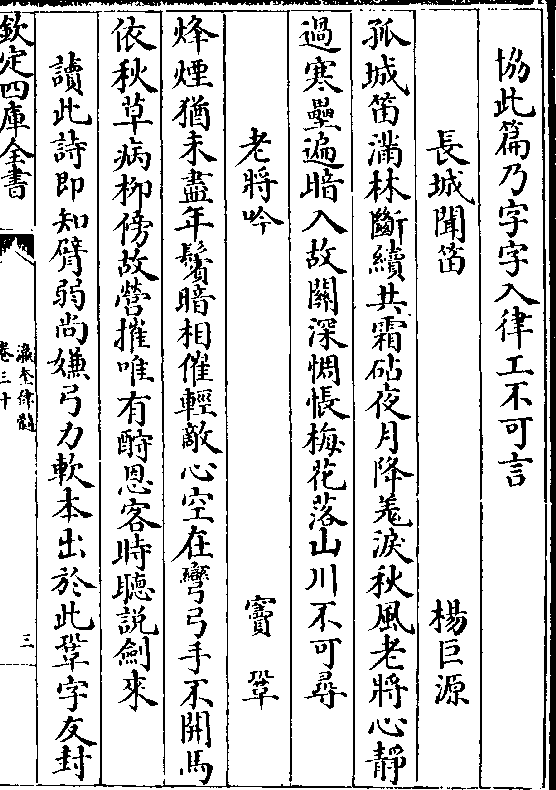 協此篇乃字字入律工不可言
長城聞笛 楊巨源
孤城笛滿林斷續共霜砧夜月降羗淚秋風老將心靜
過寒壘遍暗入故關深惆悵梅花落山川不可尋
老將吟 竇鞏
烽煙猶未盡年鬢暗相催輕敵心空在彎弓手不開馬
依秋草病柳傍故營摧唯有酧恩客時聽説劍來
讀此詩即知臂弱尚嫌弓力軟本出於此鞏字友封
欽定四庫全書
瀛奎律髓
卷三十
三